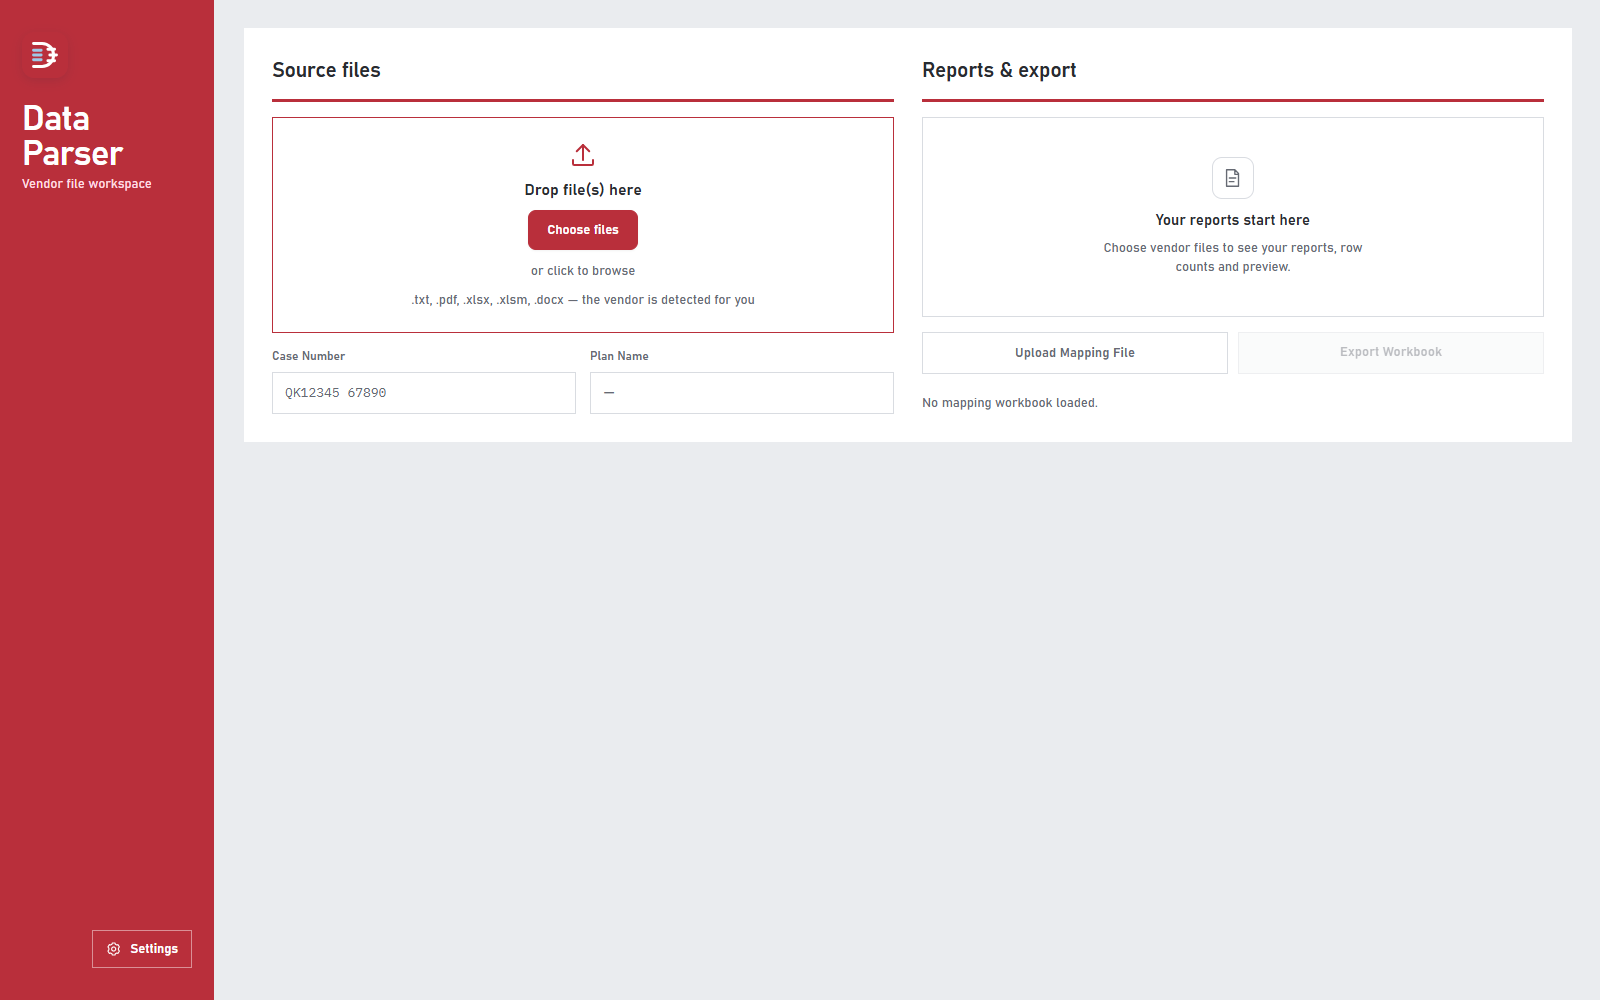 Data
Parser
Vendor file workspace
Settings
Source files
Drop file(s) here
Choose files
or click to browse
.txt, .pdf, .xlsx, .xlsm, .docx — the vendor is detected for you
Case Number
QK12345 67890
Plan Name
—
Reports & export
Your reports start here
Choose vendor files to see your reports, row
counts and preview.
Upload Mapping File
Export Workbook
No mapping workbook loaded.